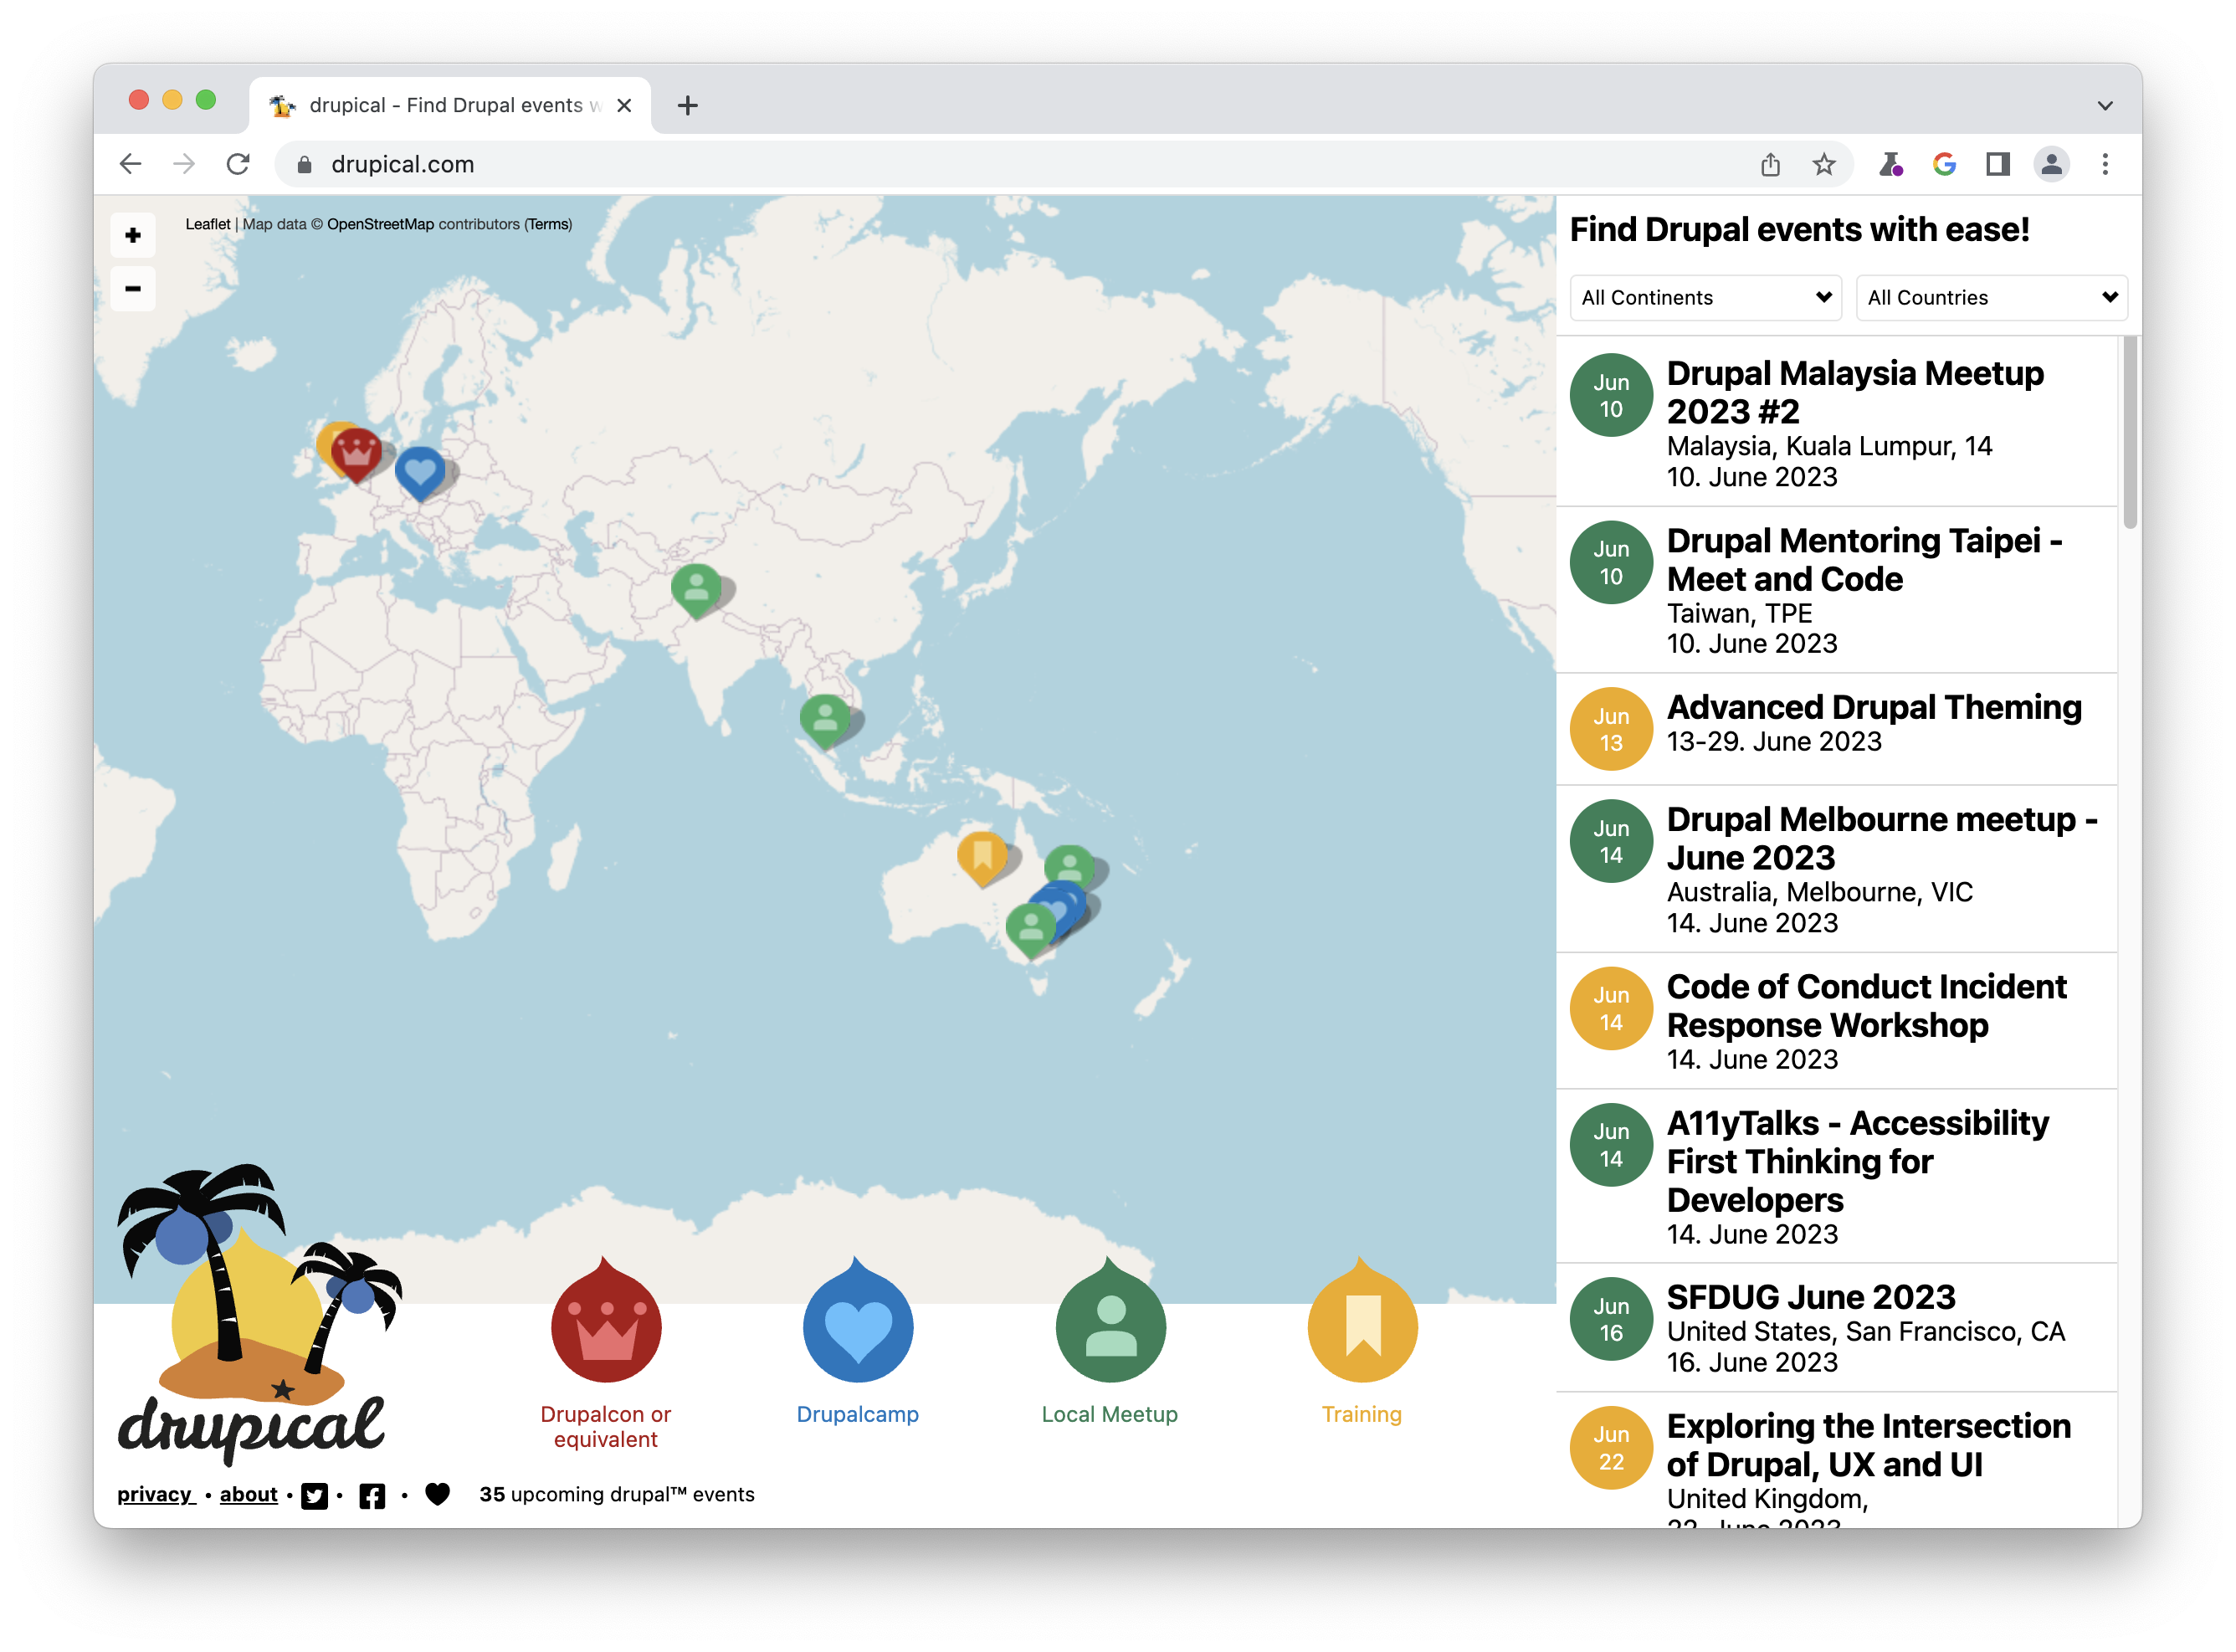 drupical - Find Drupal events w
drupical.com
+
−
Leaflet | Map data © OpenStreetMap contributors (Terms)
Find Drupal events with ease!
All Continents
All Countries
Jun
10
Drupal Malaysia Meetup
2023 #2
Malaysia, Kuala Lumpur, 14
10. June 2023
Jun
10
Drupal Mentoring Taipei -
Meet and Code
Taiwan, TPE
10. June 2023
Jun
13
Advanced Drupal Theming
13-29. June 2023
Jun
14
Drupal Melbourne meetup -
June 2023
Australia, Melbourne, VIC
14. June 2023
Jun
14
Code of Conduct Incident
Response Workshop
14. June 2023
Jun
14
A11yTalks - Accessibility
First Thinking for
Developers
14. June 2023
Jun
16
SFDUG June 2023
United States, San Francisco, CA
16. June 2023
Jun
22
Exploring the Intersection
of Drupal, UX and UI
United Kingdom,
22. June 2023
drupical
Drupalcon or
equivalent
Drupalcamp
Local Meetup
Training
privacy • about • • • 35 upcoming drupal™ events